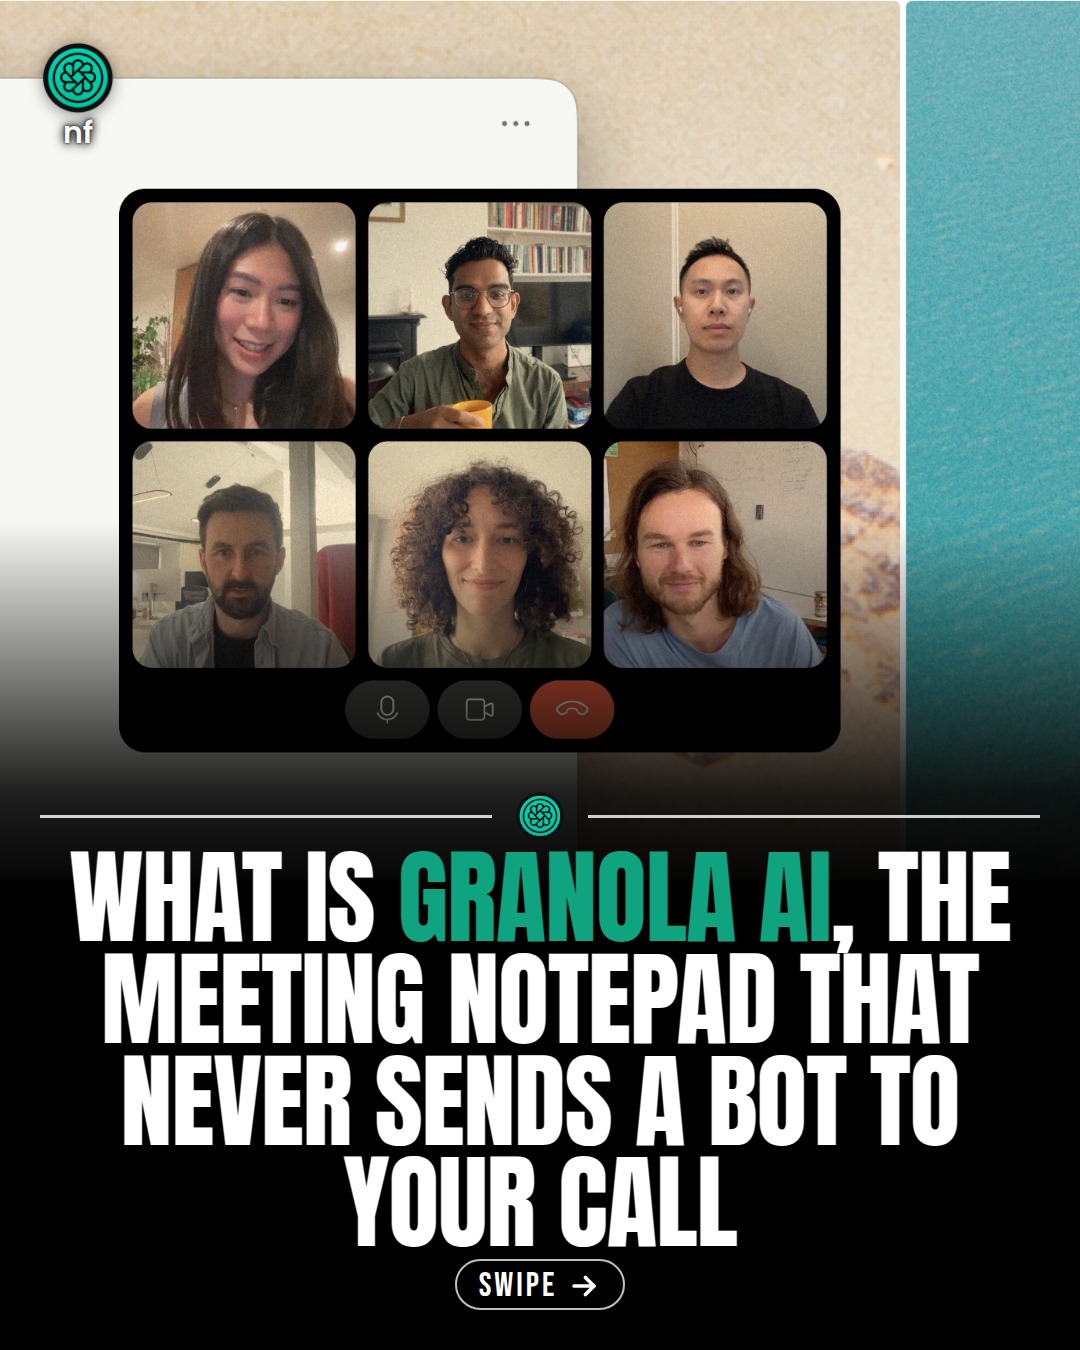 nf
WHAT IS GRANOLA AI, THE
MEETING NOTEPAD THAT
NEVER SENDS A BOT TO
YOUR CALL
SWIPE →